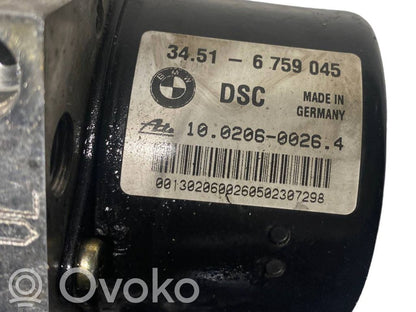 34.51 - 6 759 045
BMW
DSC
MADE IN
GERMANY
Ate 10.0206-0026.4
0013020600260502307298
OVOKO